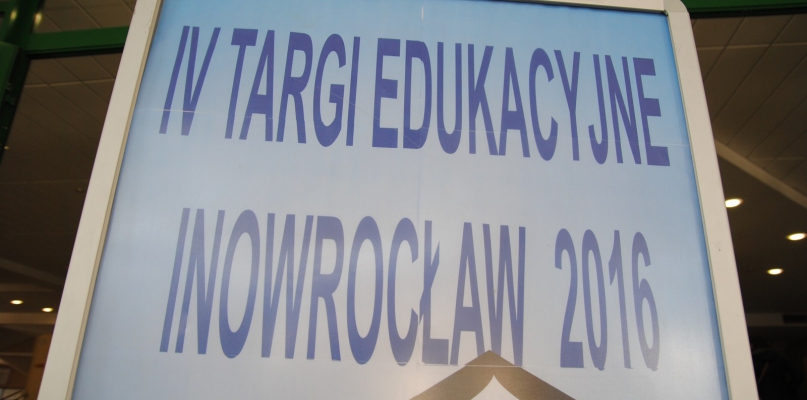 IV TARGI EDUKACYJNE
INOWROCŁAW 2016